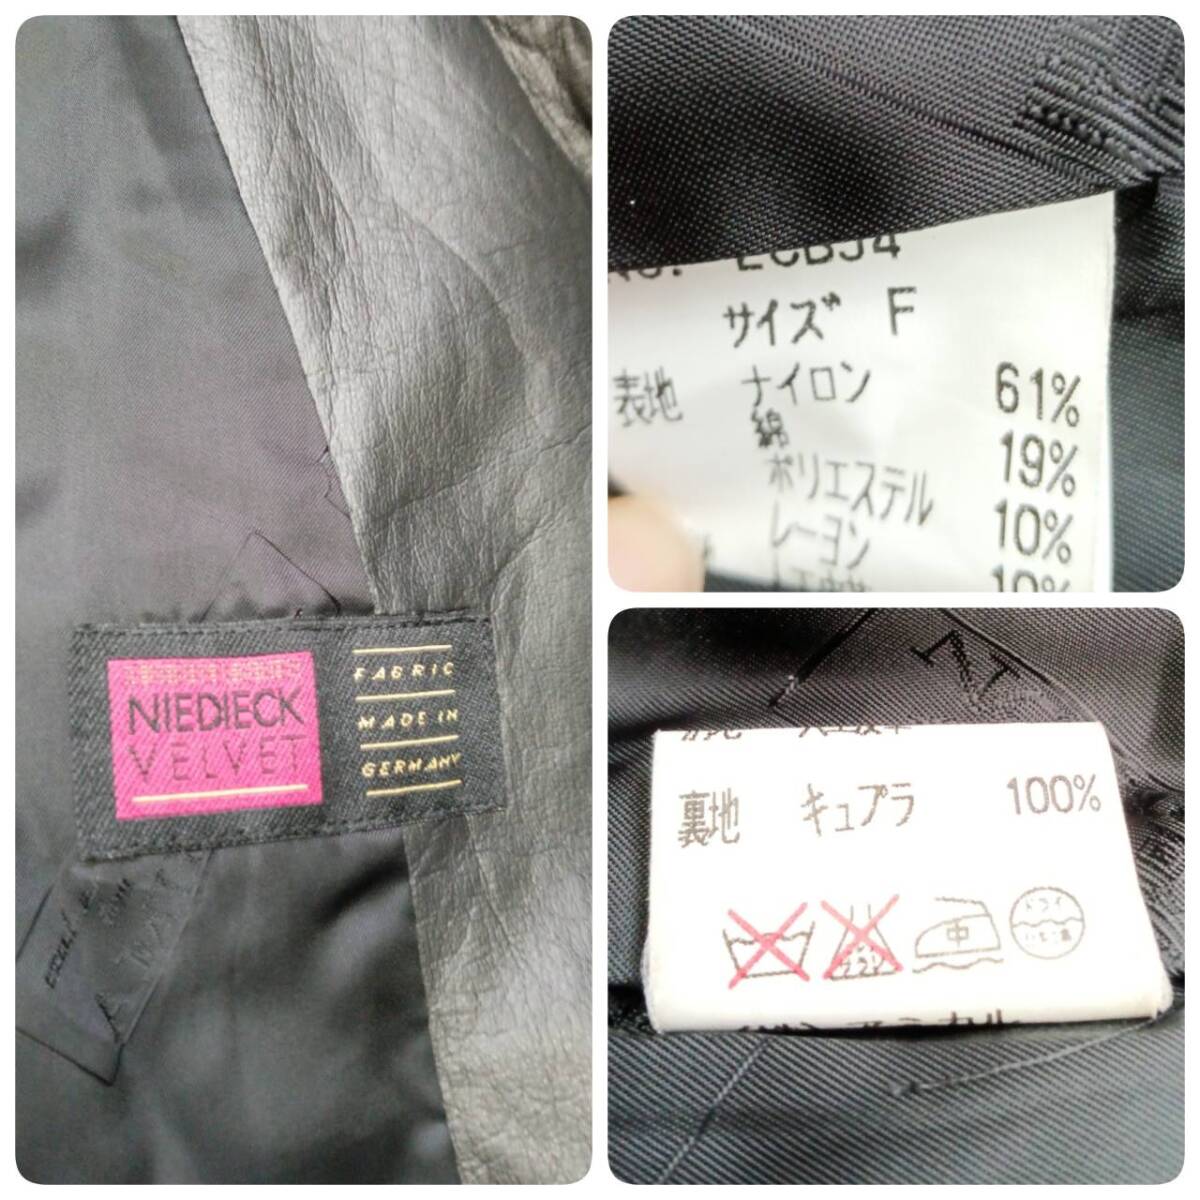 NIEDIECK
VELVET
FABRIC
MADE IN
GERMANY
サイズ F
表地 ナイロン 61%
綿 19%
ポリエステル 10%
レーヨン 10%
裏地 キュプラ 100%
中
ドライ